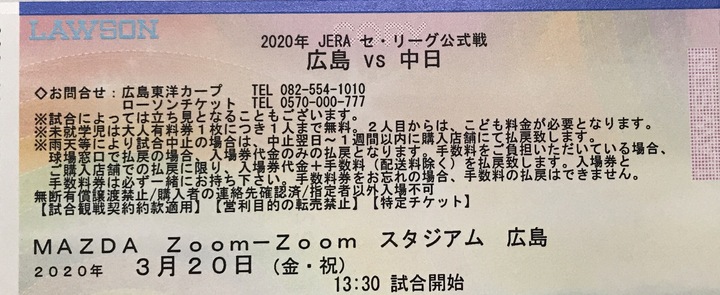 LAWSON
2020年 JERA セ・リーグ公式戦
広島 vs 中日
◇お問合せ：広島東洋カープ TEL 082-554-1010
ローソンチケット TEL 0570-000-777
※試合によっては立ち見となることもございます。
※未就学児は大人有料券１枚につき１人まで無料。２人目からは、こども料金が必要となります。
※雨天等により試合中止の場合は、中止翌日～１週間以内に購入店舗にて払戻致します。
球場窓口で払戻の場合、入場券代金のみの払戻となります。手数料をご負担いただいている場合、
ご購入店舗での払戻に限り、入場券代金＋手数料（配送料除く）を払戻致します。入場券と
手数料券は必ず一緒にお持ち下さい。手数料券をお忘れの場合、手数料の払戻はできません。
無断有償譲渡禁止/購入者の連絡先確認済/指定者以外入場不可
【試合観戦契約約款適用】【営利目的の転売禁止】【特定チケット】
ＭＡＺＤＡ Ｚｏｏｍ－Ｚｏｏｍ スタジアム 広島
2020年 ３月２０日（金・祝）
13:30 試合開始